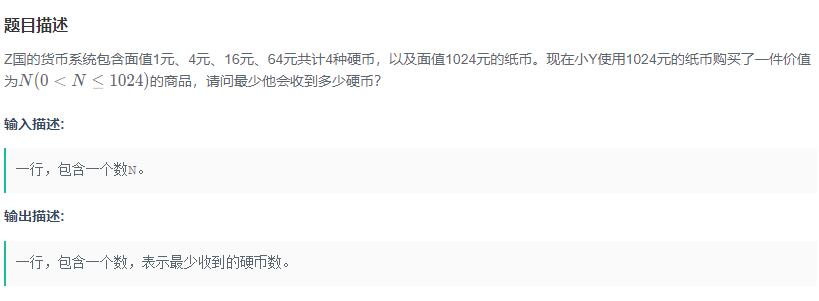 题目描述
Z国的货币系统包含面值1元、4元、16元、64元共计4种硬币，以及面值1024元的纸币。现在小Y使用1024元的纸币购买了一件价值
为N(0 < N ≤ 1024)的商品，请问最少他会收到多少硬币？
输入描述:
一行，包含一个数N。
输出描述:
一行，包含一个数，表示最少收到的硬币数。